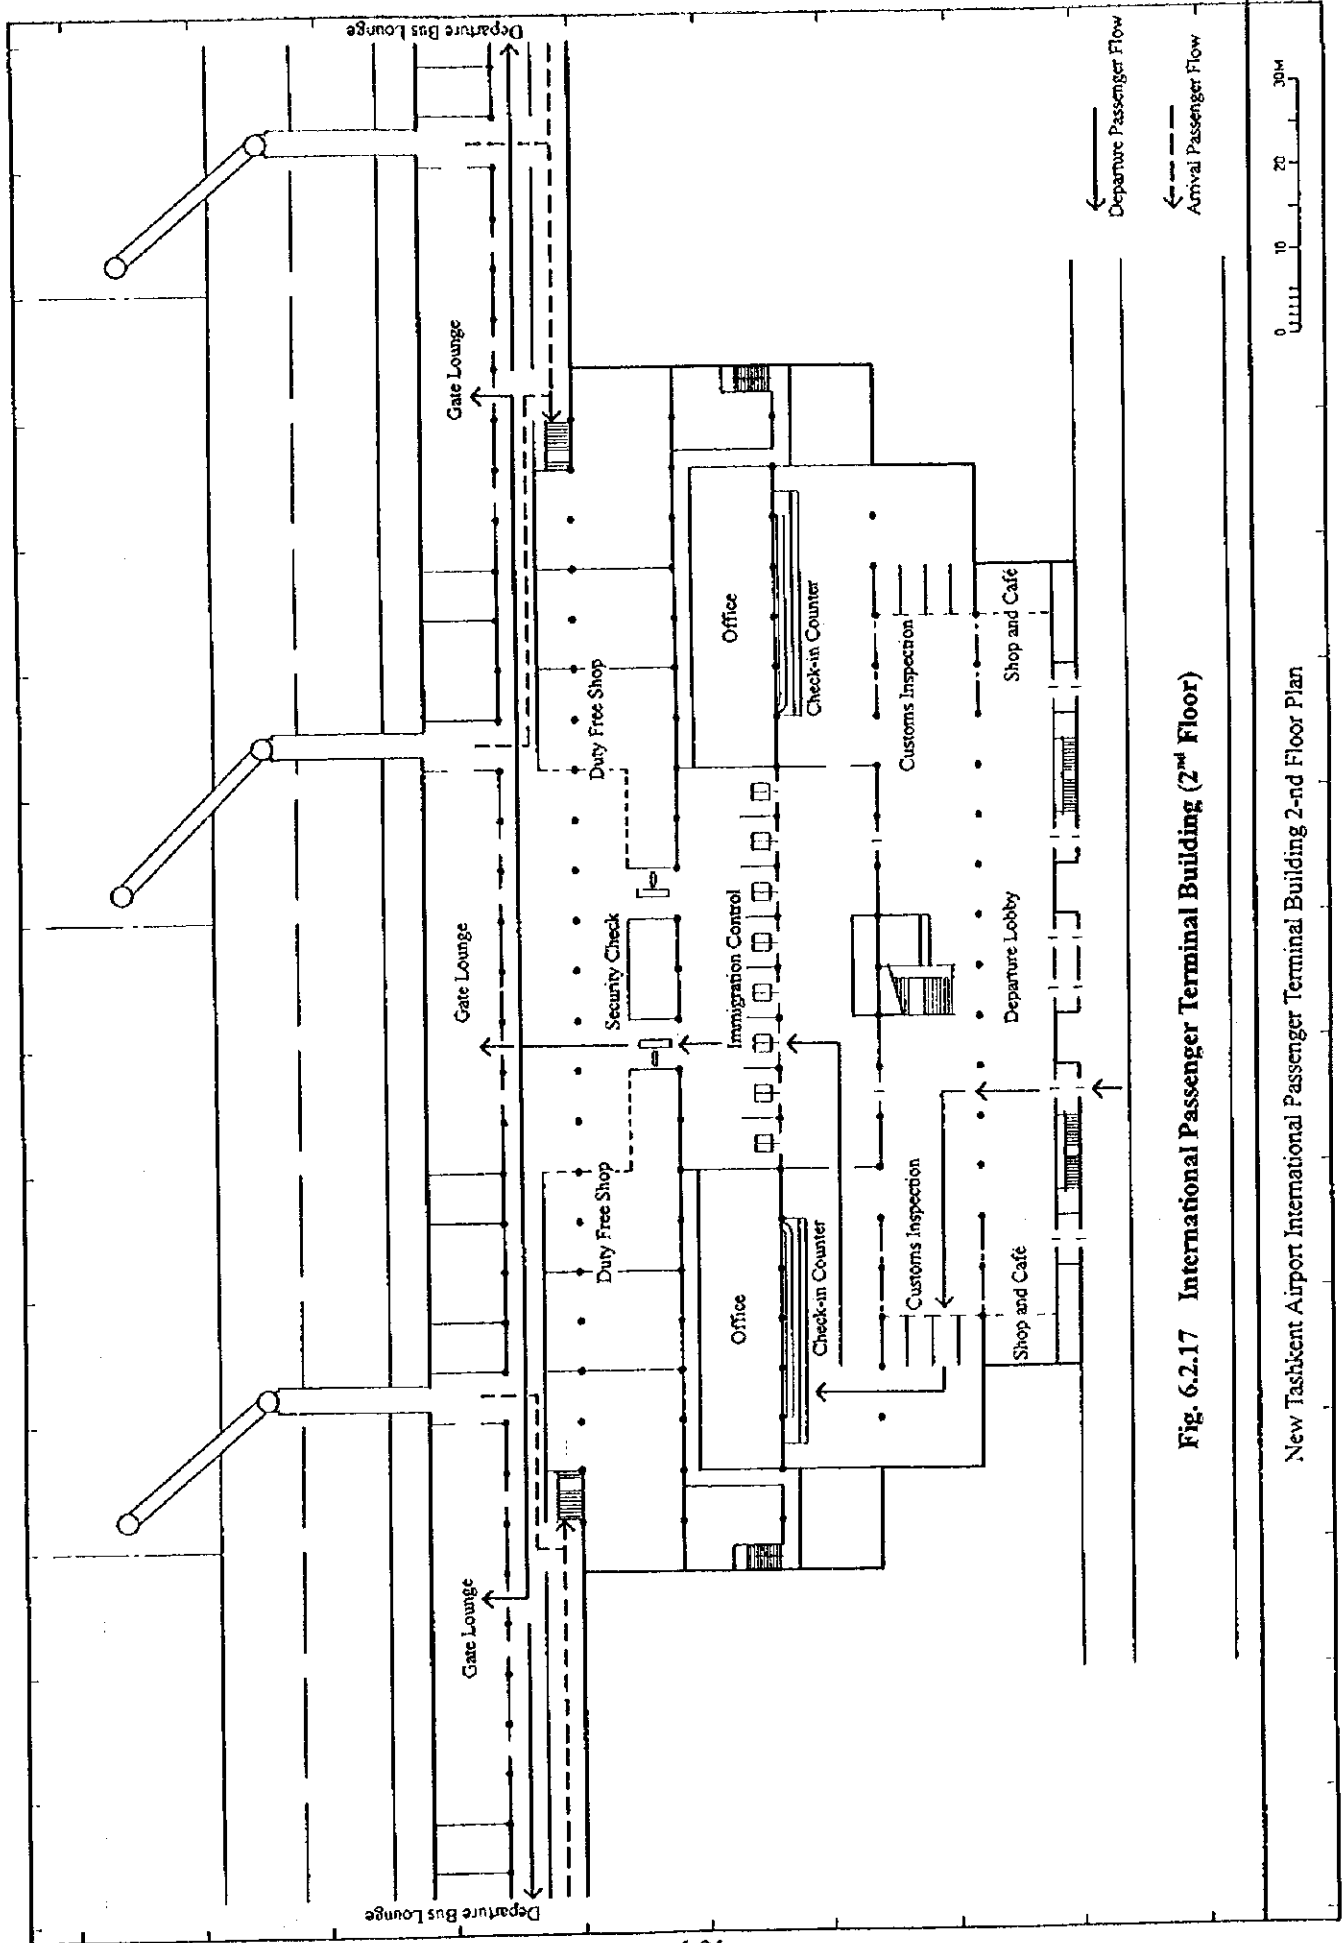 Departure Bus Lounge
Departure Bus Lounge
Gate Lounge
Gate Lounge
Gate Lounge
Duty Free Shop
Security Check
Duty Free Shop
Office
Immigration Control
Office
Check-in Counter
Check-in Counter
Customs Inspection
Customs Inspection
Shop and Café
Departure Lobby
Shop and Café
Departure Passenger Flow
Arrival Passenger Flow
0 10 20 30M
Fig. 6.2.17 International Passenger Terminal Building (2nd Floor)
New Tashkent Airport International Passenger Terminal Building 2-nd Floor Plan